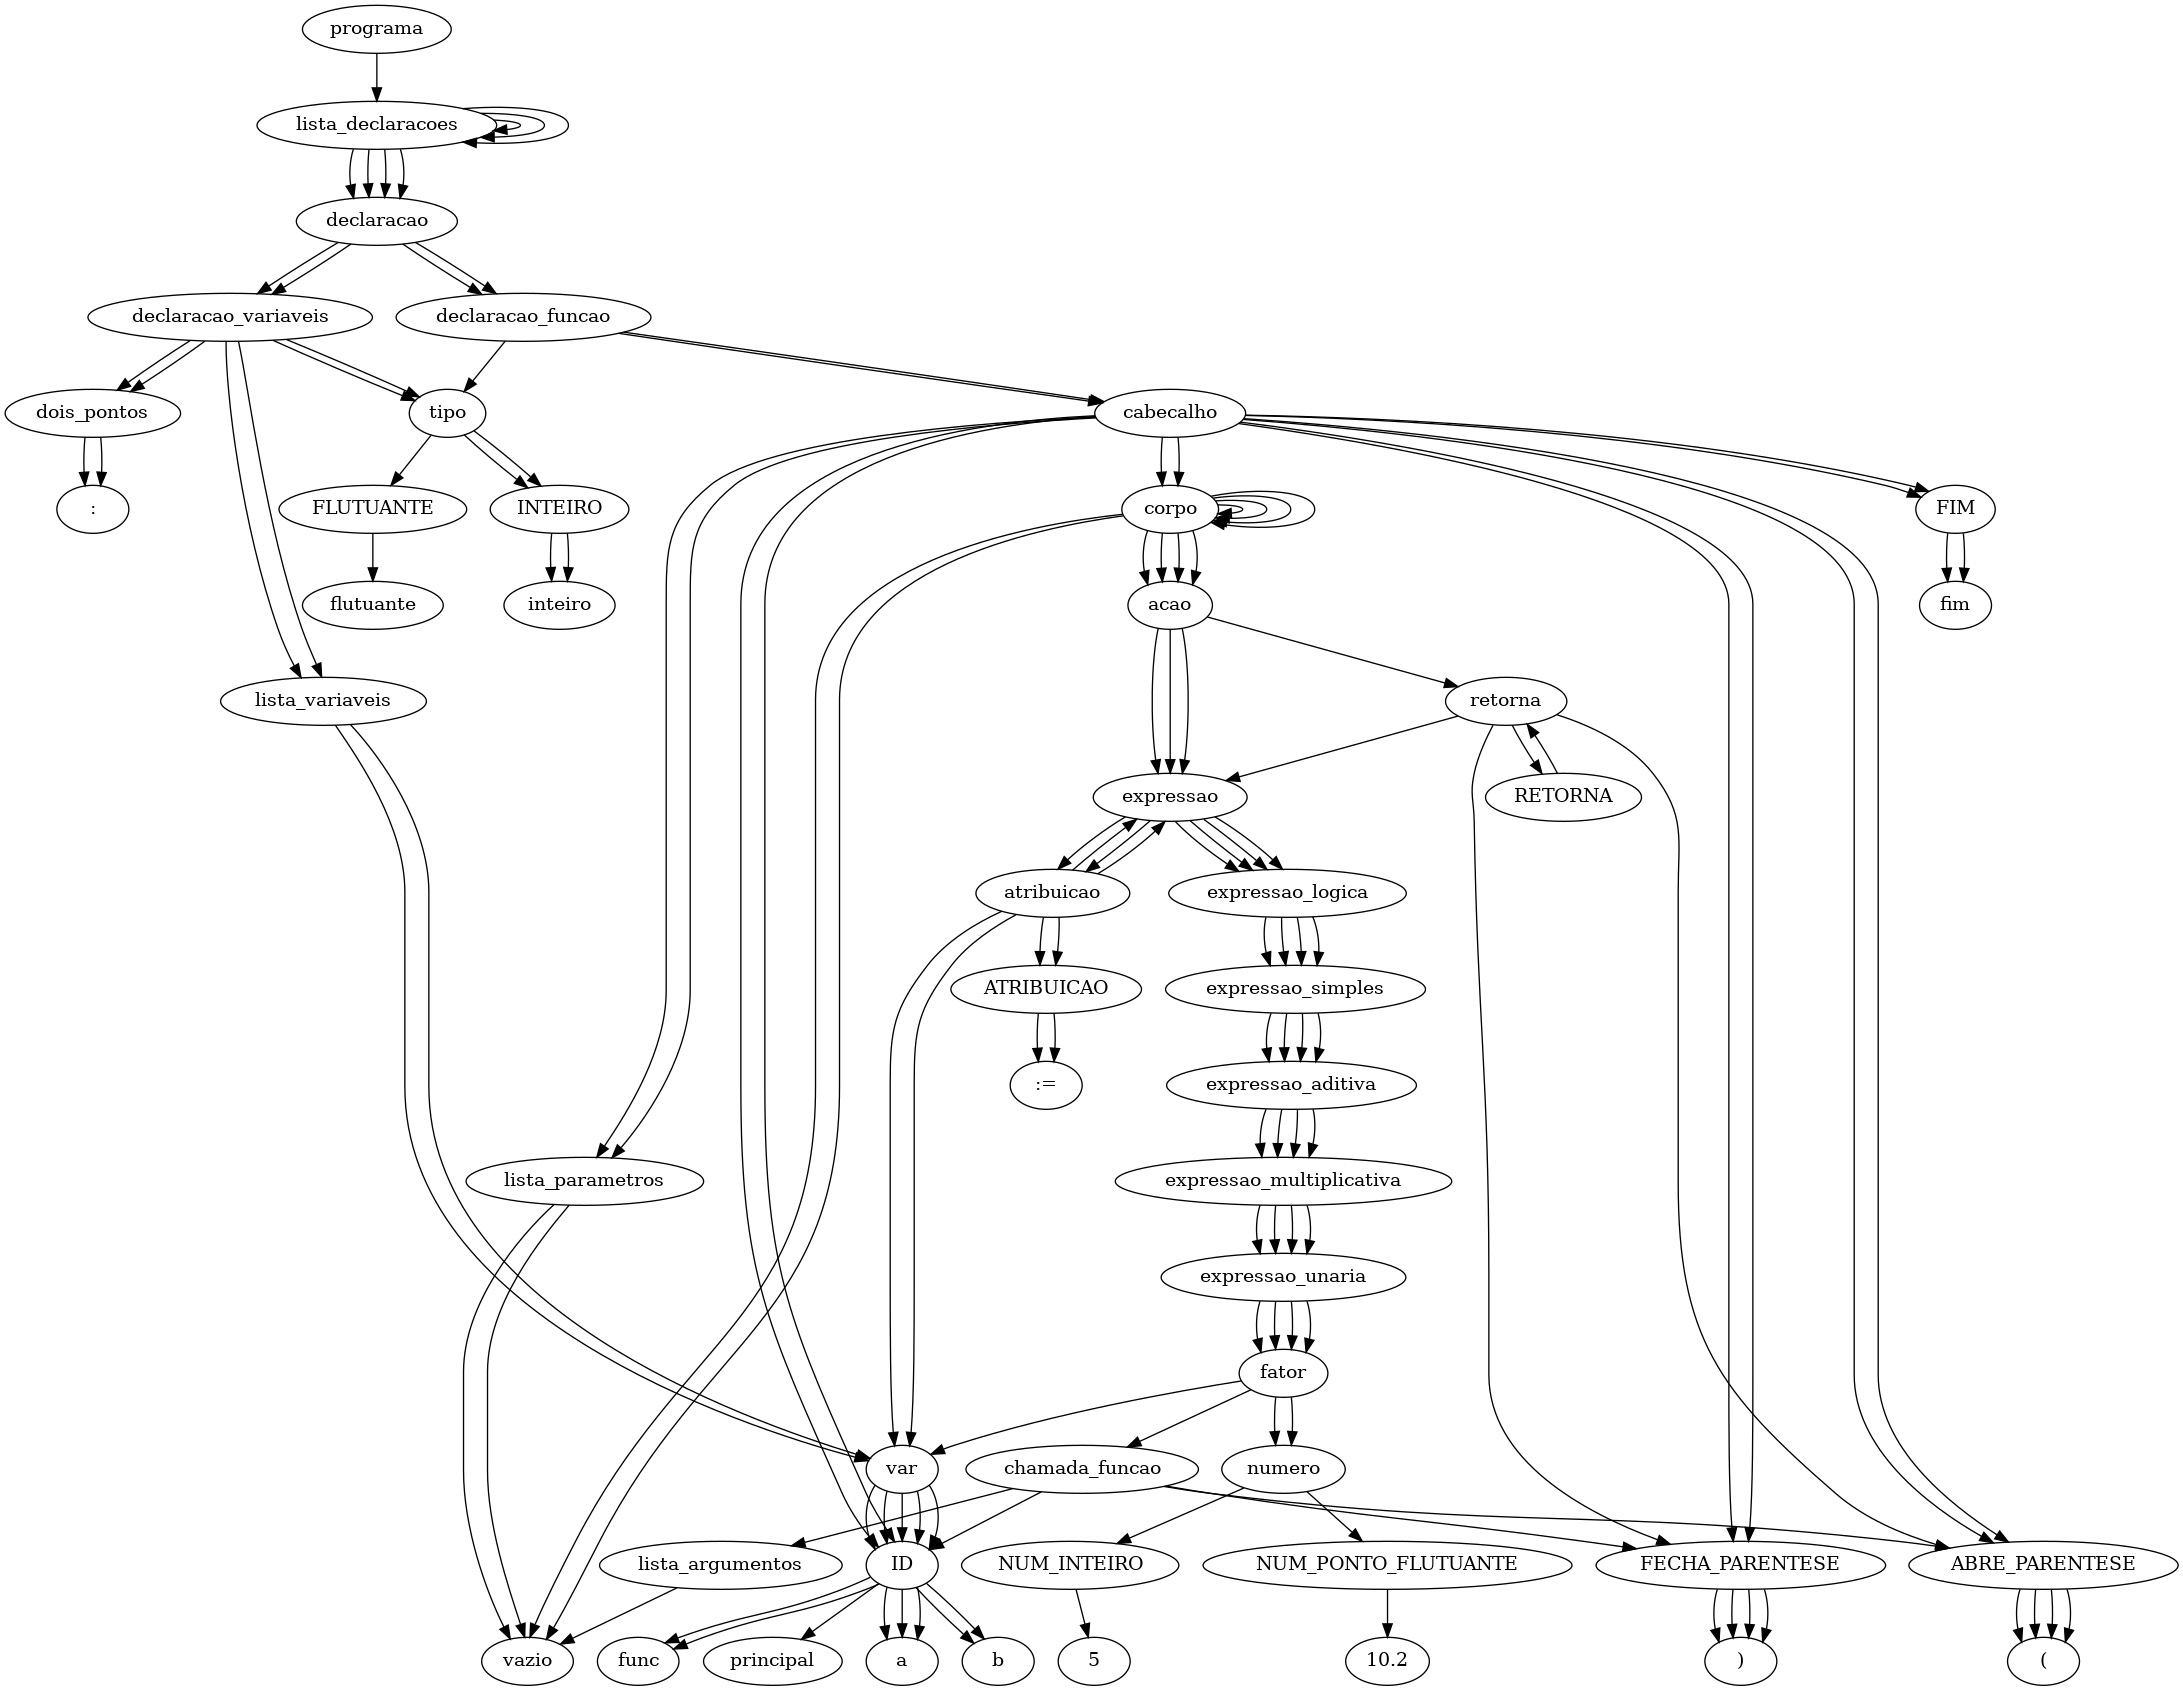 programa
lista_declaracoes
declaracao
declaracao_variaveis
declaracao_funcao
dois_pontos
tipo
cabecalho
:
FLUTUANTE
INTEIRO
corpo
FIM
flutuante
inteiro
acao
fim
lista_variaveis
retorna
expressao
RETORNA
atribuicao
expressao_logica
ATRIBUICAO
expressao_simples
:=
expressao_aditiva
lista_parametros
expressao_multiplicativa
expressao_unaria
fator
var
chamada_funcao
numero
lista_argumentos
ID
NUM_INTEIRO
NUM_PONTO_FLUTUANTE
FECHA_PARENTESE
ABRE_PARENTESE
vazio
func
principal
a
b
5
10.2
)
(